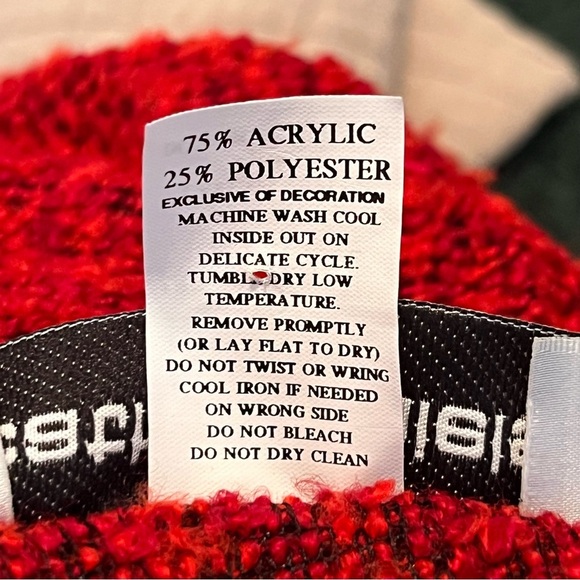 75% ACRYLIC
25% POLYESTER
EXCLUSIVE OF DECORATION
MACHINE WASH COOL
INSIDE OUT ON
DELICATE CYCLE.
TUMBLE DRY LOW
TEMPERATURE.
REMOVE PROMPTLY
(OR LAY FLAT TO DRY)
DO NOT TWIST OR WRING
COOL IRON IF NEEDED
ON WRONG SIDE
DO NOT BLEACH
DO NOT DRY CLEAN